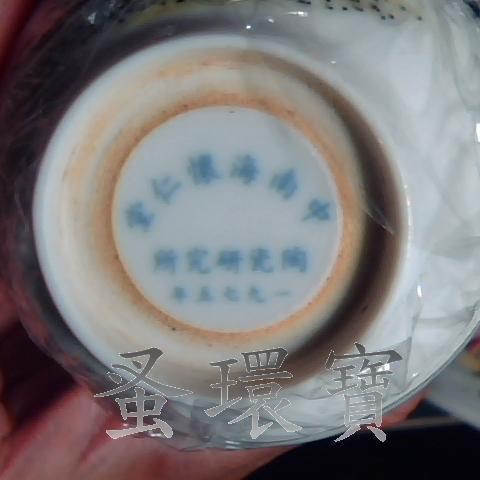 中南海懷仁堂
陶瓷研究所
一九七五年
蚤環寶